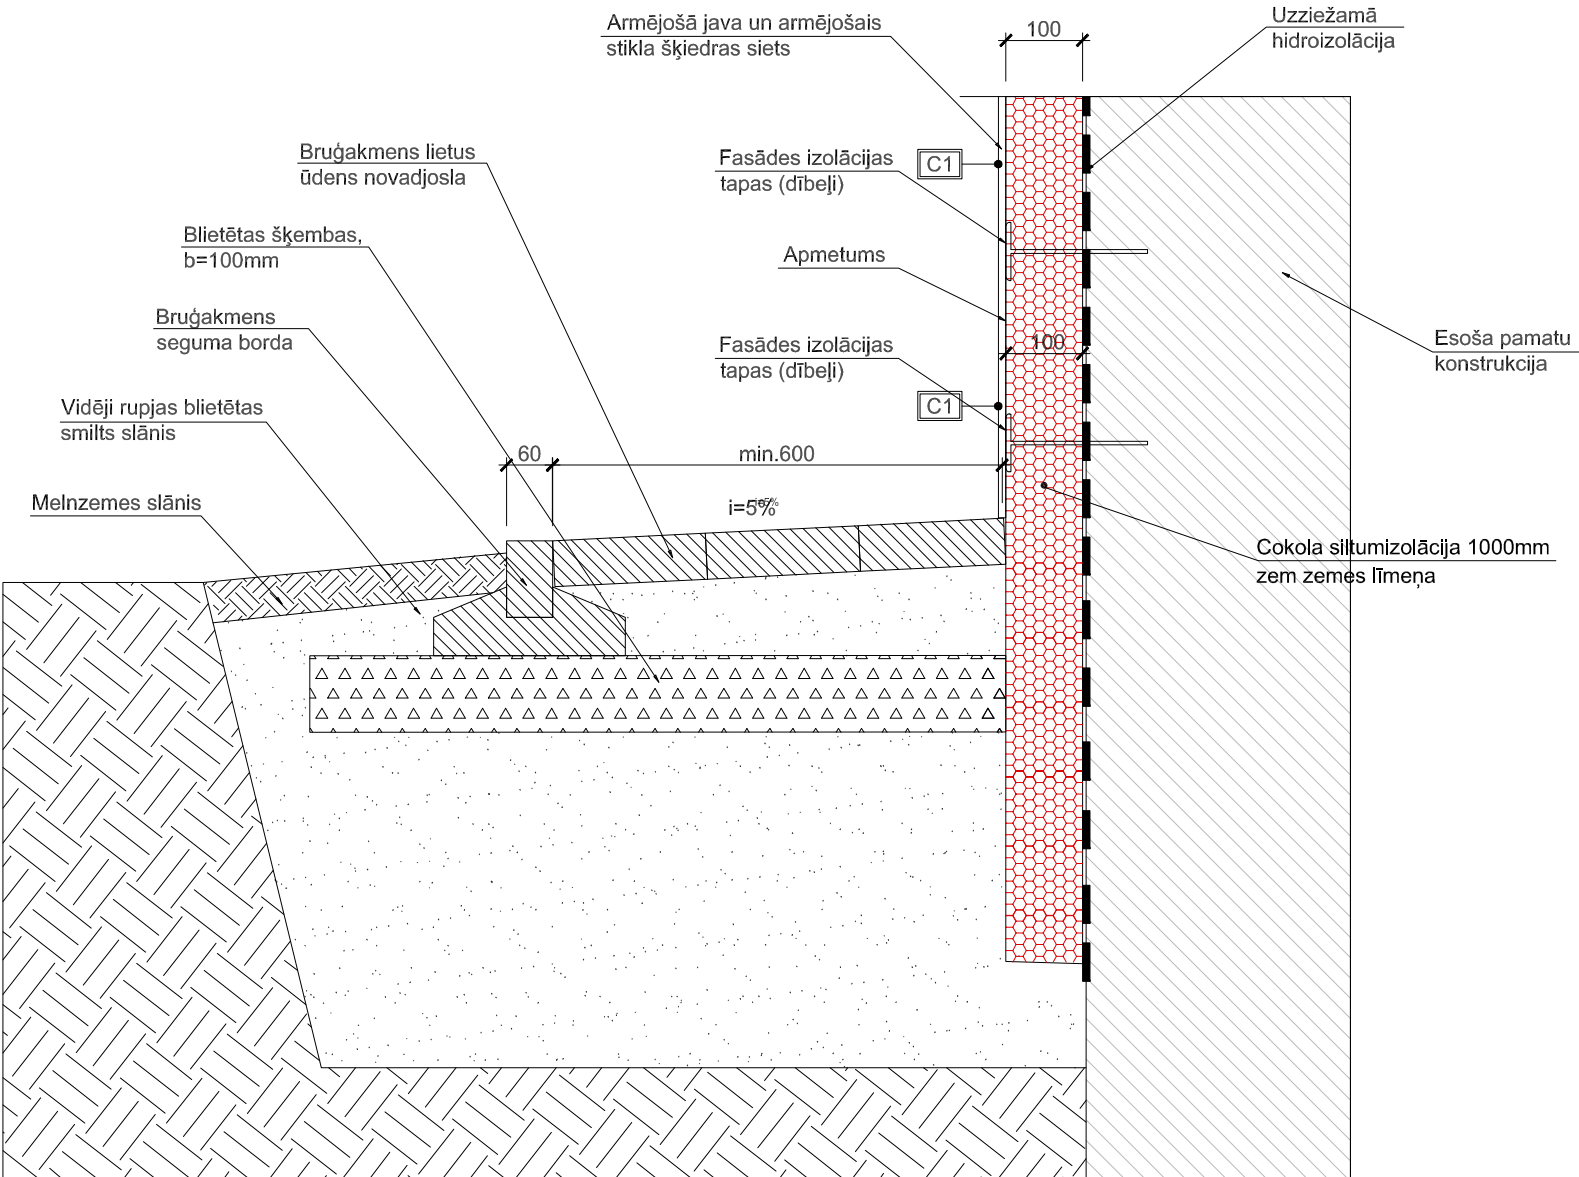 Armējošā java un armējošais
stikla šķiedras siets
100
Uzziežamā
hidroizolācija
Bruģakmens lietus
ūdens novadjosla
Fasādes izolācijas
tapas (dībeļi)
C1
Blietētas šķembas,
b=100mm
Apmetums
Bruģakmens
seguma borda
Fasādes izolācijas
tapas (dībeļi)
100
Esoša pamatu
konstrukcija
C1
Vidēji rupjas blietētas
smilts slānis
60
min.600
Melnzemes slānis
i=5%
Cokola siltumizolācija 1000mm
zem zemes līmeņa